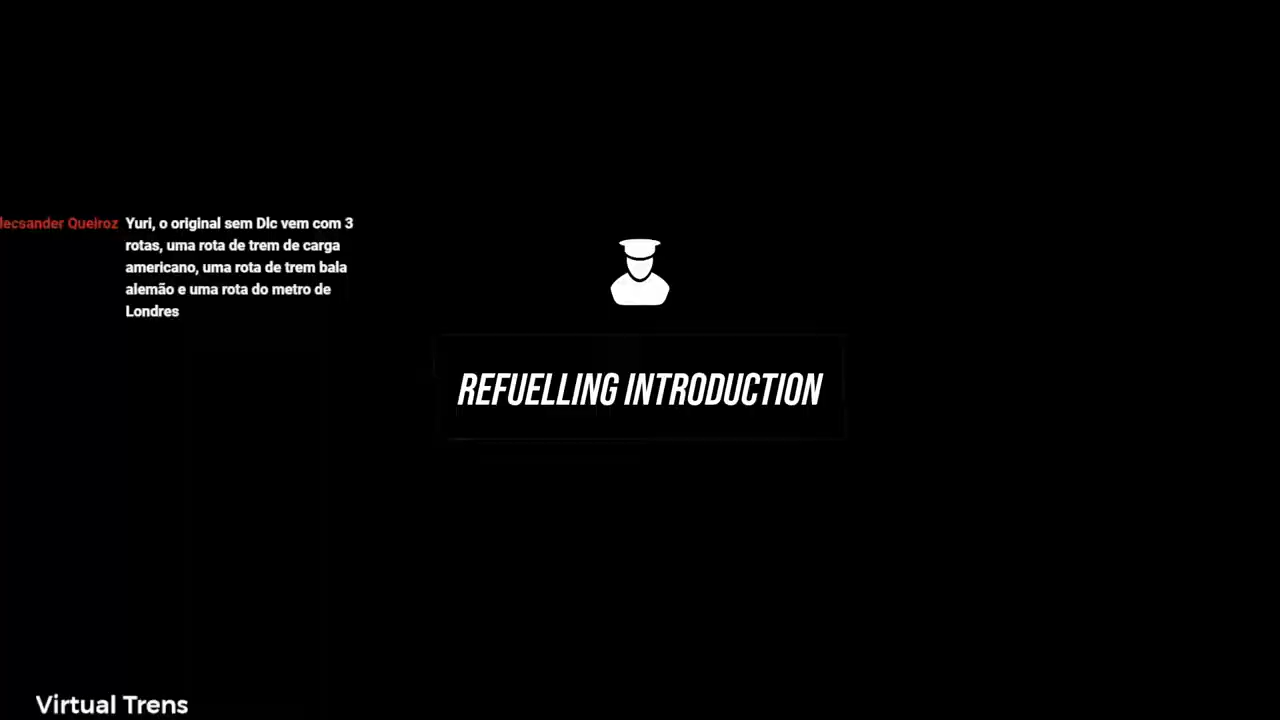 lecsander Queiroz Yuri, o original sem Dlc vem com 3
rotas, uma rota de trem de carga
americano, uma rota de trem bala
alemão e uma rota do metro de
Londres
REFUELLING INTRODUCTION
Virtual Trens